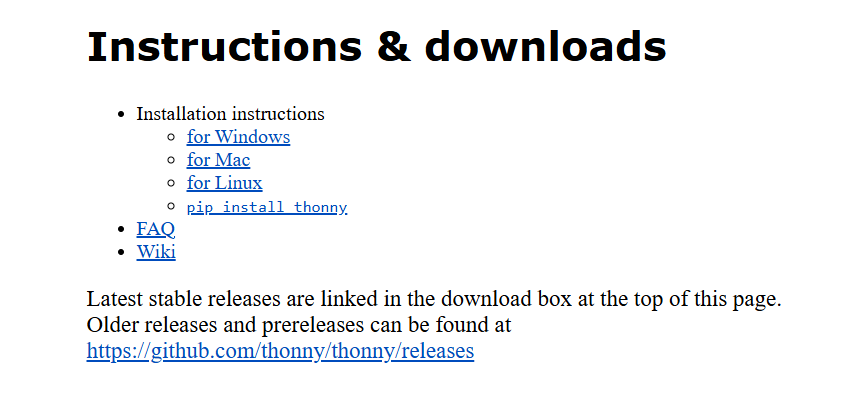 Instructions & downloads
Installation instructions
for Windows
for Mac
for Linux
pip install thonny
FAQ
Wiki
Latest stable releases are linked in the download box at the top of this page.
Older releases and prereleases can be found at
https://github.com/thonny/thonny/releases